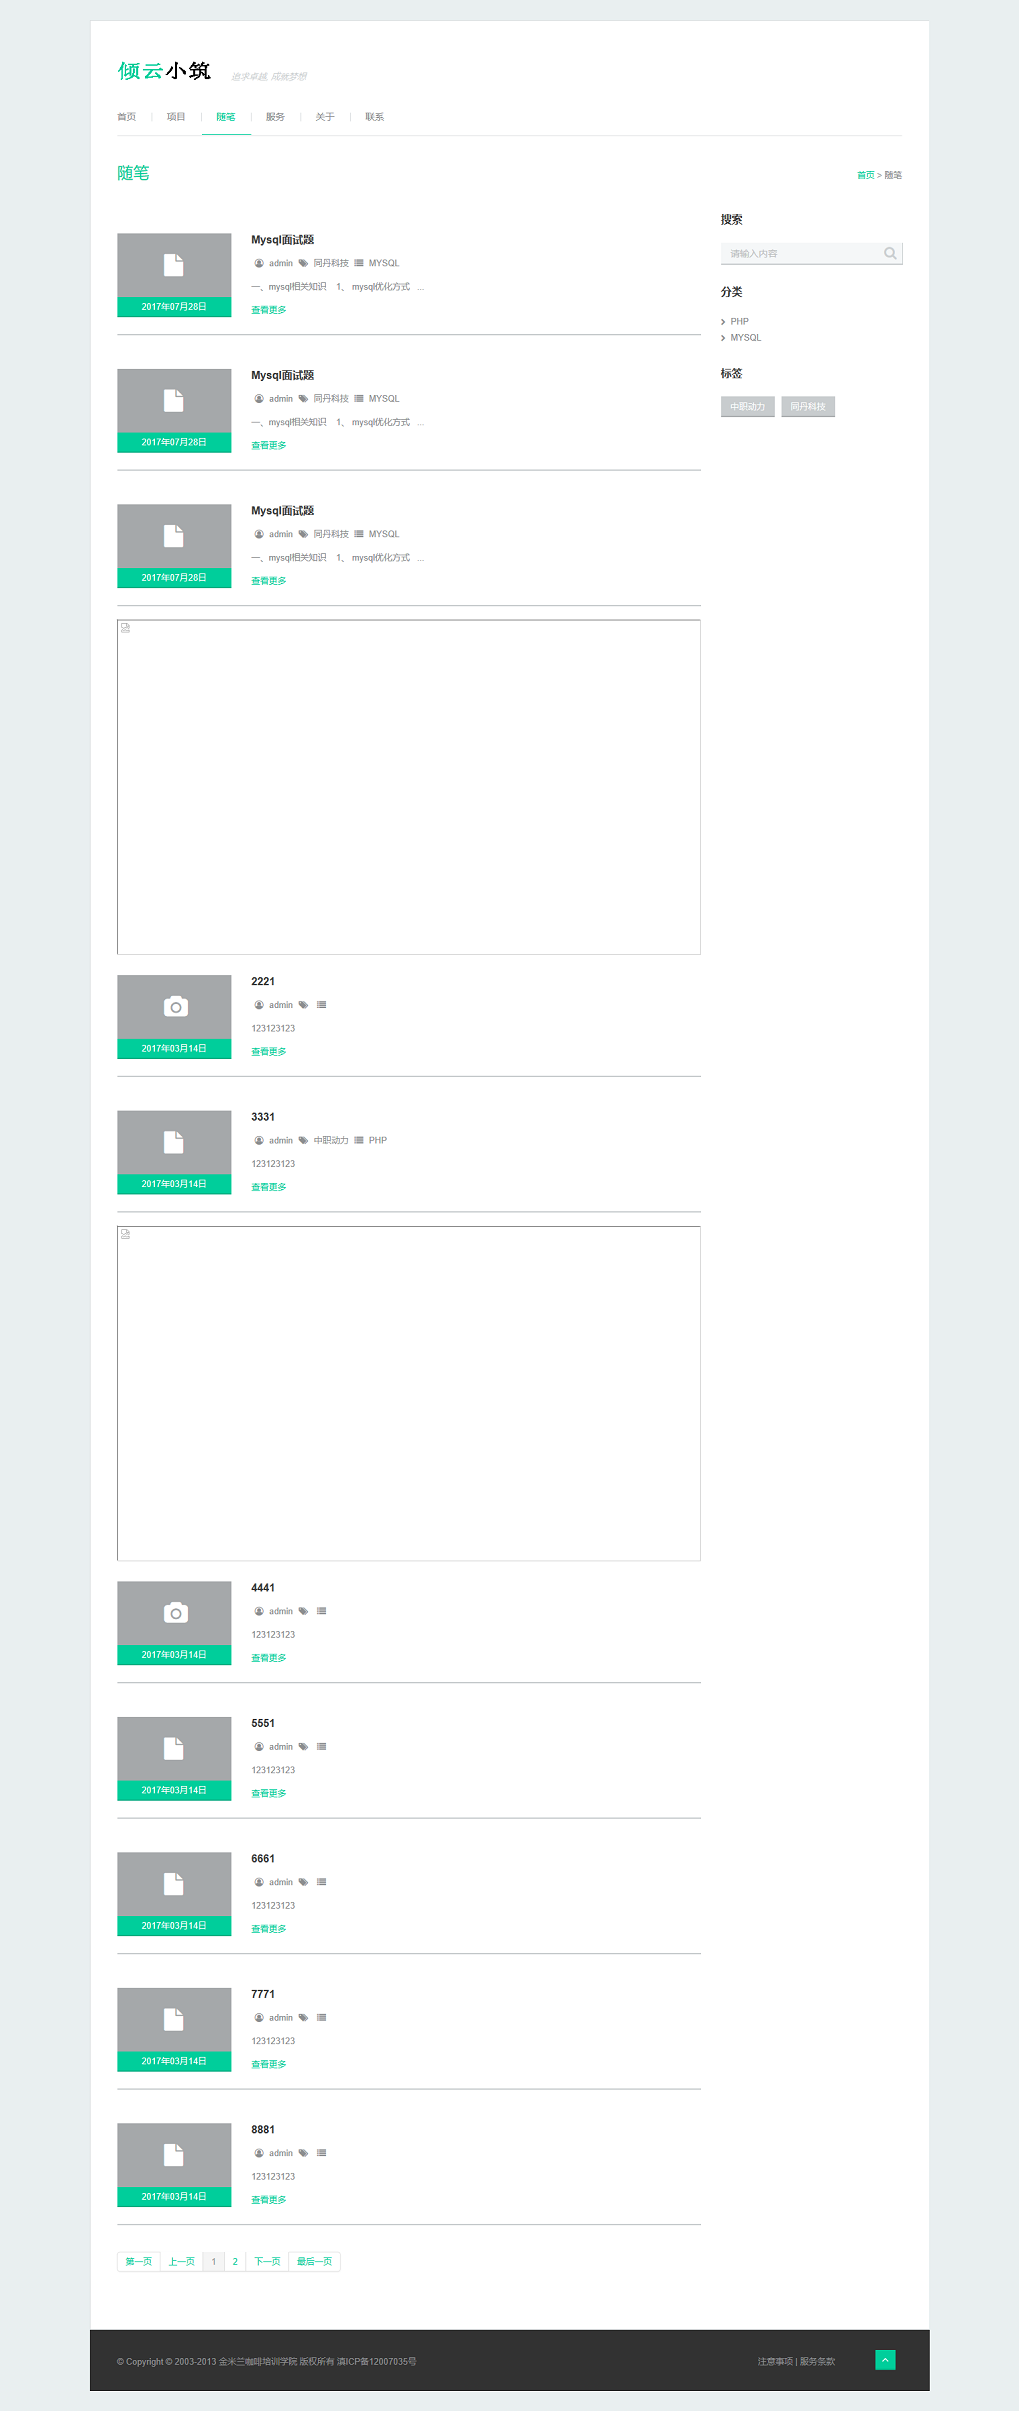 倾云小筑 追求卓越, 成就梦想
首页 项目 随笔 服务 关于 联系
随笔
首页 > 随笔
Mysql面试题
admin 同丹科技 MYSQL
一、mysql相关知识 1、 mysql优化方式 ...
2017年07月28日
查看更多
Mysql面试题
admin 同丹科技 MYSQL
一、mysql相关知识 1、 mysql优化方式 ...
2017年07月28日
查看更多
Mysql面试题
admin 同丹科技 MYSQL
一、mysql相关知识 1、 mysql优化方式 ...
2017年07月28日
查看更多
2221
admin
123123123
2017年03月14日
查看更多
3331
admin 中职动力 PHP
123123123
2017年03月14日
查看更多
4441
admin
123123123
2017年03月14日
查看更多
5551
admin
123123123
2017年03月14日
查看更多
6661
admin
123123123
2017年03月14日
查看更多
7771
admin
123123123
2017年03月14日
查看更多
8881
admin
123123123
2017年03月14日
查看更多
第一页 上一页 1 2 下一页 最后一页
搜索
请输入内容
分类
PHP
MYSQL
标签
中职动力 同丹科技
© Copyright © 2003-2013 金米兰咖啡培训学院 版权所有 滇ICP备12007035号
注意事项 | 服务条款